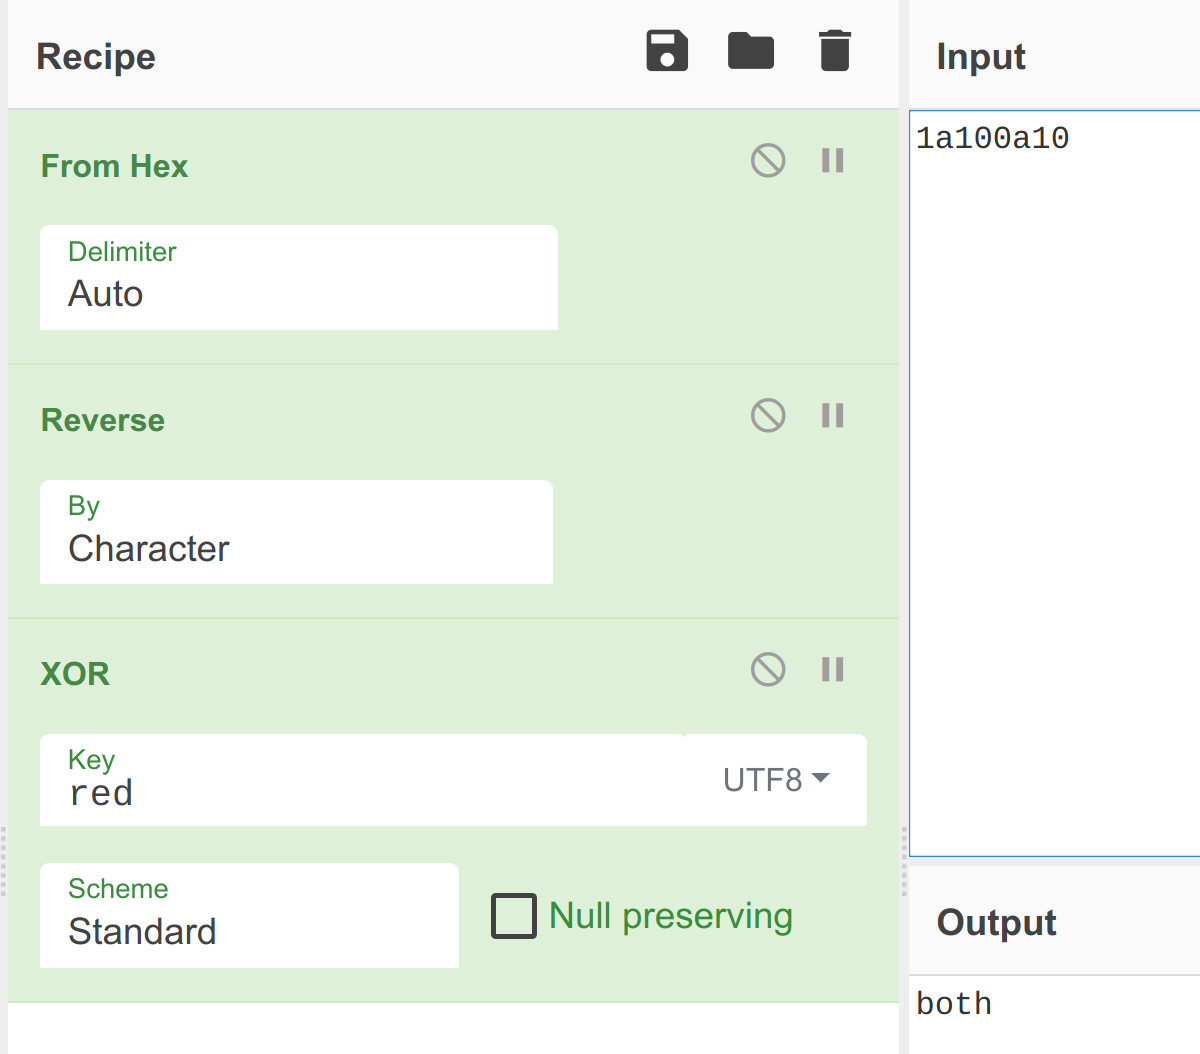 Recipe
From Hex
Delimiter
Auto
Reverse
By
Character
XOR
Key
red
UTF8
Scheme
Standard
Null preserving
Input
1a100a10
Output
both